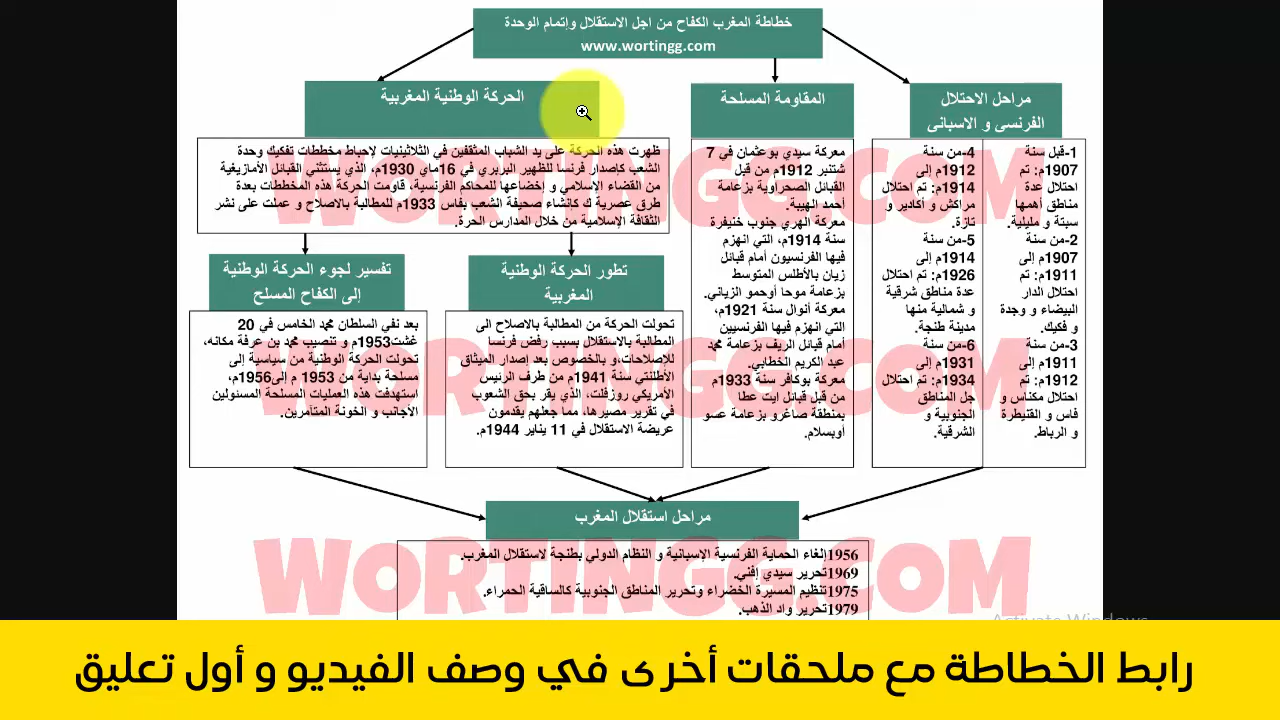 خطاطة المغرب الكفاح من اجل الاستقلال وإتمام الوحدة
www.wortingg.com
مراحل الاحتلال
الفرنسي و الاسباني
المقاومة المسلحة
الحركة الوطنية المغربية
1-قبل سنة
1907م: تم
احتلال عدة
مناطق أهمها
سبتة و مليلية.
2-من سنة
1907م إلى
1911م: تم
احتلال الدار
البيضاء و وجدة
و فكيك.
3-من سنة
1911م إلى
1912م: تم
احتلال مكناس و
فاس و القنيطرة
و الرباط.
4-من سنة
1912م إلى
1914م: تم احتلال
مراكش و أكادير و
تازة.
5-من سنة
1914م إلى
1926م: تم احتلال
عدة مناطق شرقية
و شمالية منها
مدينة طنجة.
6-من سنة
1931م إلى
1934م: تم احتلال
جل المناطق
الجنوبية و
الشرقية.
معركة سيدي بوعثمان في 7
شتنبر 1912م من قبل
القبائل الصحراوية بزعامة
أحمد الهيبة.
معركة الهري جنوب خنيفرة
سنة 1914م، التي انهزم
فيها الفرنسيون أمام قبائل
زيان بالأطلس المتوسط
بزعامة موحا أوحمو الزياني.
معركة أنوال سنة 1921م،
التي انهزم فيها الفرنسيين
أمام قبائل الريف بزعامة محمد
عبد الكريم الخطابي.
معركة بوكافر سنة 1933م
من قبل قبائل ايت عطا
بمنطقة صاغرو بزعامة عسو
أوبسلام.
ظهرت هذه الحركة على يد الشباب المثقفين في الثلاثينيات لإحباط مخططات تفكيك وحدة
الشعب كإصدار فرنسا للظهير البربري في 16ماي 1930م، الذي يستثني القبائل الأمازيغية
من القضاء الإسلامي و إخضاعها للمحاكم الفرنسية، قاومت الحركة هذه المخططات بعدة
طرق عصرية ك كإنشاء صحيفة الشعب بفاس 1933م للمطالبة بالاصلاح و عملت على نشر
الثقافة الإسلامية من خلال المدارس الحرة.
تطور الحركة الوطنية
المغربية
تحولت الحركة من المطالبة بالاصلاح الى
المطالبة بالاستقلال بسبب رفض فرنسا
للإصلاحات،و بالخصوص بعد إصدار الميثاق
الأطلنتي سنة 1941م من طرف الرئيس
الأمريكي روزفلت، الذي يقر بحق الشعوب
في تقرير مصيرها، مما جعلهم يقدمون
عريضة الاستقلال في 11 يناير 1944م.
تفسير لجوء الحركة الوطنية
إلى الكفاح المسلح
بعد نفي السلطان محمد الخامس في 20
غشت1953م و تنصيب محمد بن عرفة مكانه،
تحولت الحركة الوطنية من سياسية إلى
مسلحة بداية من 1953 م إلى1956م،
استهدفت هذه العمليات المسلحة المسئولين
الأجانب و الخونة المتآمرين.
مراحل استقلال المغرب
1956إلغاء الحماية الفرنسية الإسبانية و النظام الدولي بطنجة لاستقلال المغرب.
1969تحرير سيدي إفني.
1975تنظيم المسيرة الخضراء وتحرير المناطق الجنوبية كالساقية الحمراء.
1979تحرير واد الذهب.
WORTINGG.COM
WORTINGG.COM
WORTINGG.COM
Activate Windows
رابط الخطاطة مع ملحقات أخرى في وصف الفيديو و أول تعليق